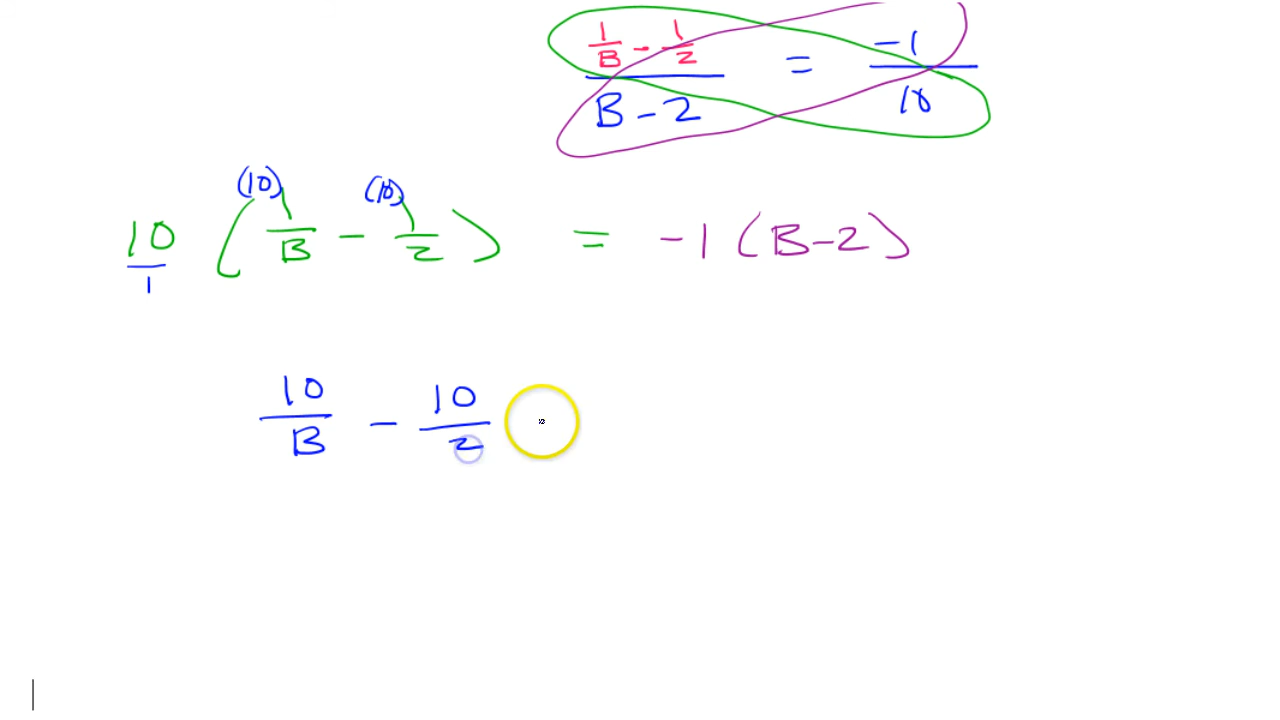 1/B - 1/2 / B - 2 = -1 / 10
(10) (10)
10/1 ( 1/B - 1/2 ) = -1 (B-2)
10/B - 10/2